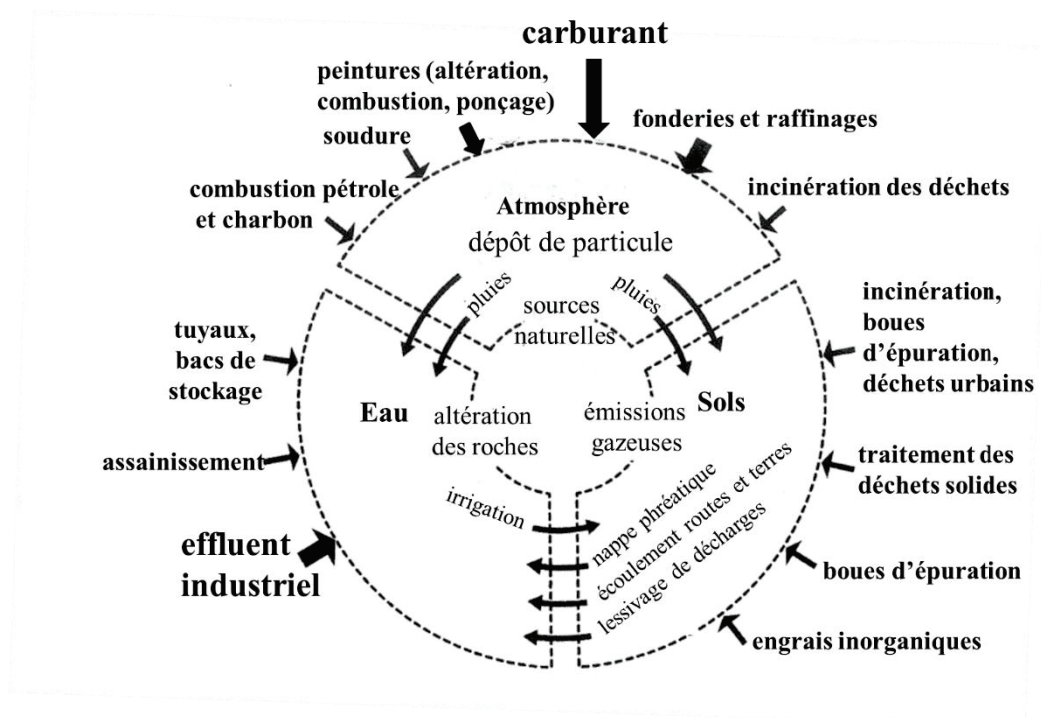 carburant
peintures (altération,
combustion, ponçage)
soudure
fonderies et raffinages
combustion pétrole
et charbon
incinération des déchets
Atmosphère
dépôt de particule
pluies
pluies
sources
naturelles
incinération,
boues
d'épuration,
déchets urbains
tuyaux,
bacs de
stockage
Eau
altération
des roches
émissions
gazeuses
Sols
assainissement
traitement des
déchets solides
irrigation
nappe phréatique
écoulement routes et terres
lessivage de décharges
effluent
industriel
boues d'épuration
engrais inorganiques